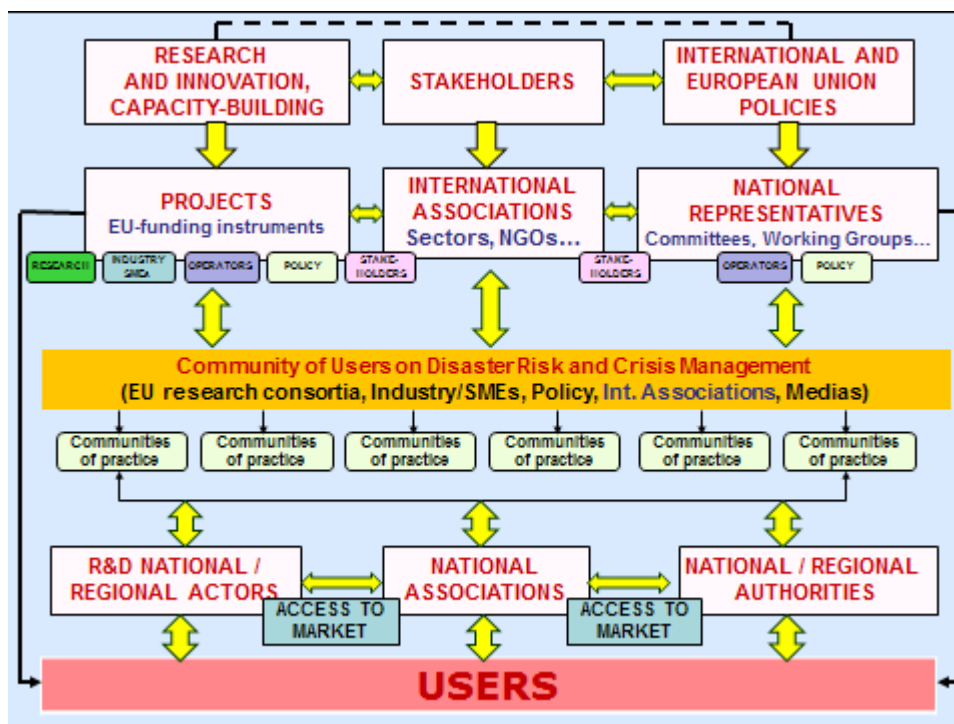 RESEARCH
AND INNOVATION,
CAPACITY-BUILDING
STAKEHOLDERS
INTERNATIONAL AND
EUROPEAN UNION
POLICIES
PROJECTS
EU-funding instruments
INTERNATIONAL
ASSOCIATIONS
Sectors, NGOs...
NATIONAL
REPRESENTATIVES
Committees, Working Groups...
RESEARCH
INDUSTRY
SMEs
OPERATORS
POLICY
STAKE-
HOLDERS
STAKE-
HOLDERS
OPERATORS
POLICY
Community of Users on Disaster Risk and Crisis Management
(EU research consortia, Industry/SMEs, Policy, Int. Associations, Medias)
Communities
of practice
Communities
of practice
Communities
of practice
Communities
of practice
Communities
of practice
Communities
of practice
R&D NATIONAL /
REGIONAL ACTORS
NATIONAL
ASSOCIATIONS
NATIONAL / REGIONAL
AUTHORITIES
ACCESS TO
MARKET
ACCESS TO
MARKET
USERS